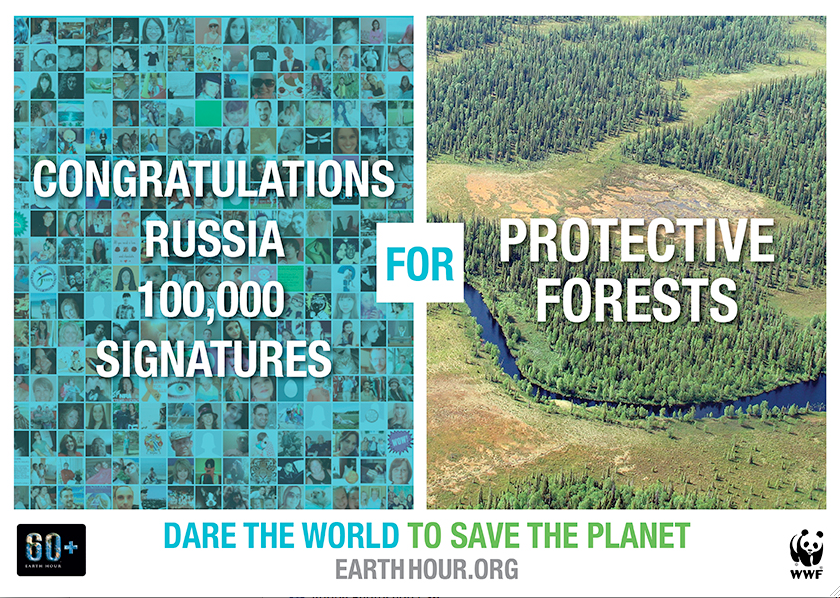 CONGRATULATIONS
RUSSIA
100,000
SIGNATURES
FOR
PROTECTIVE
FORESTS
DARE THE WORLD TO SAVE THE PLANET
EARTHHOUR.ORG
60+
EARTH HOUR
WWF